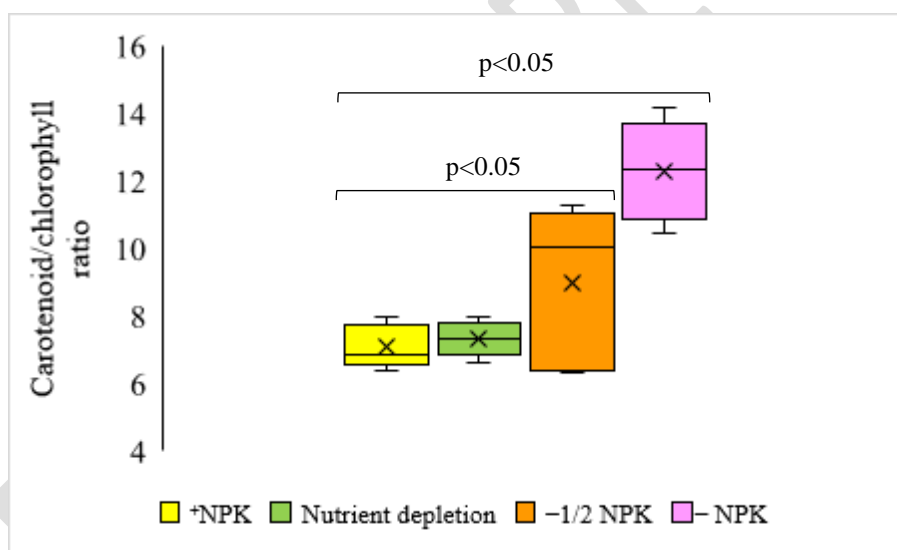 16
p<0.05
14
12
p<0.05
10
8
6
4
Carotenoid/chlorophyll
ratio
⁺NPK Nutrient depletion −1/2 NPK − NPK